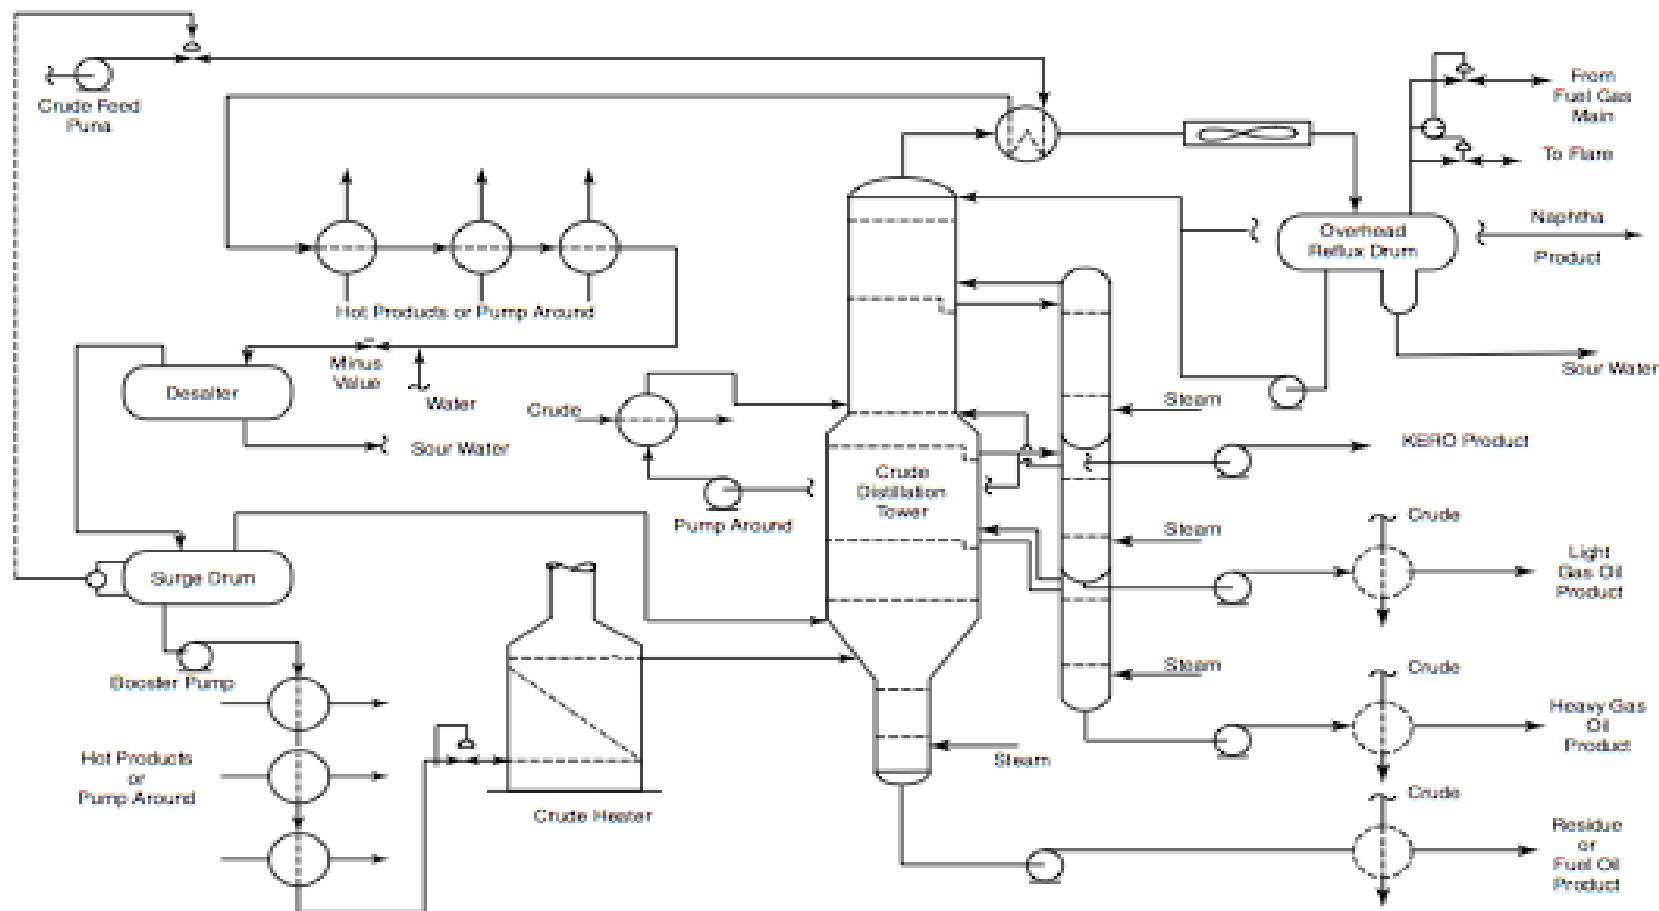 Crude Feed
Puna
From
Fuel Gas
Main
To Flare
Naphtha
Product
Overhead
Reflux Drum
Sour Water
Hot Products or Pump Around
Minus
Value
Water
Desalter
Sour Water
Crude
Pump Around
Crude
Distillation
Tower
Steam
KERO Product
Steam
Crude
Light
Gas Oil
Product
Surge Drum
Booster Pump
Hot Products
or
Pump Around
Crude Heater
Steam
Steam
Crude
Heavy Gas
Oil
Product
Crude
Residue
or
Fuel Oil
Product